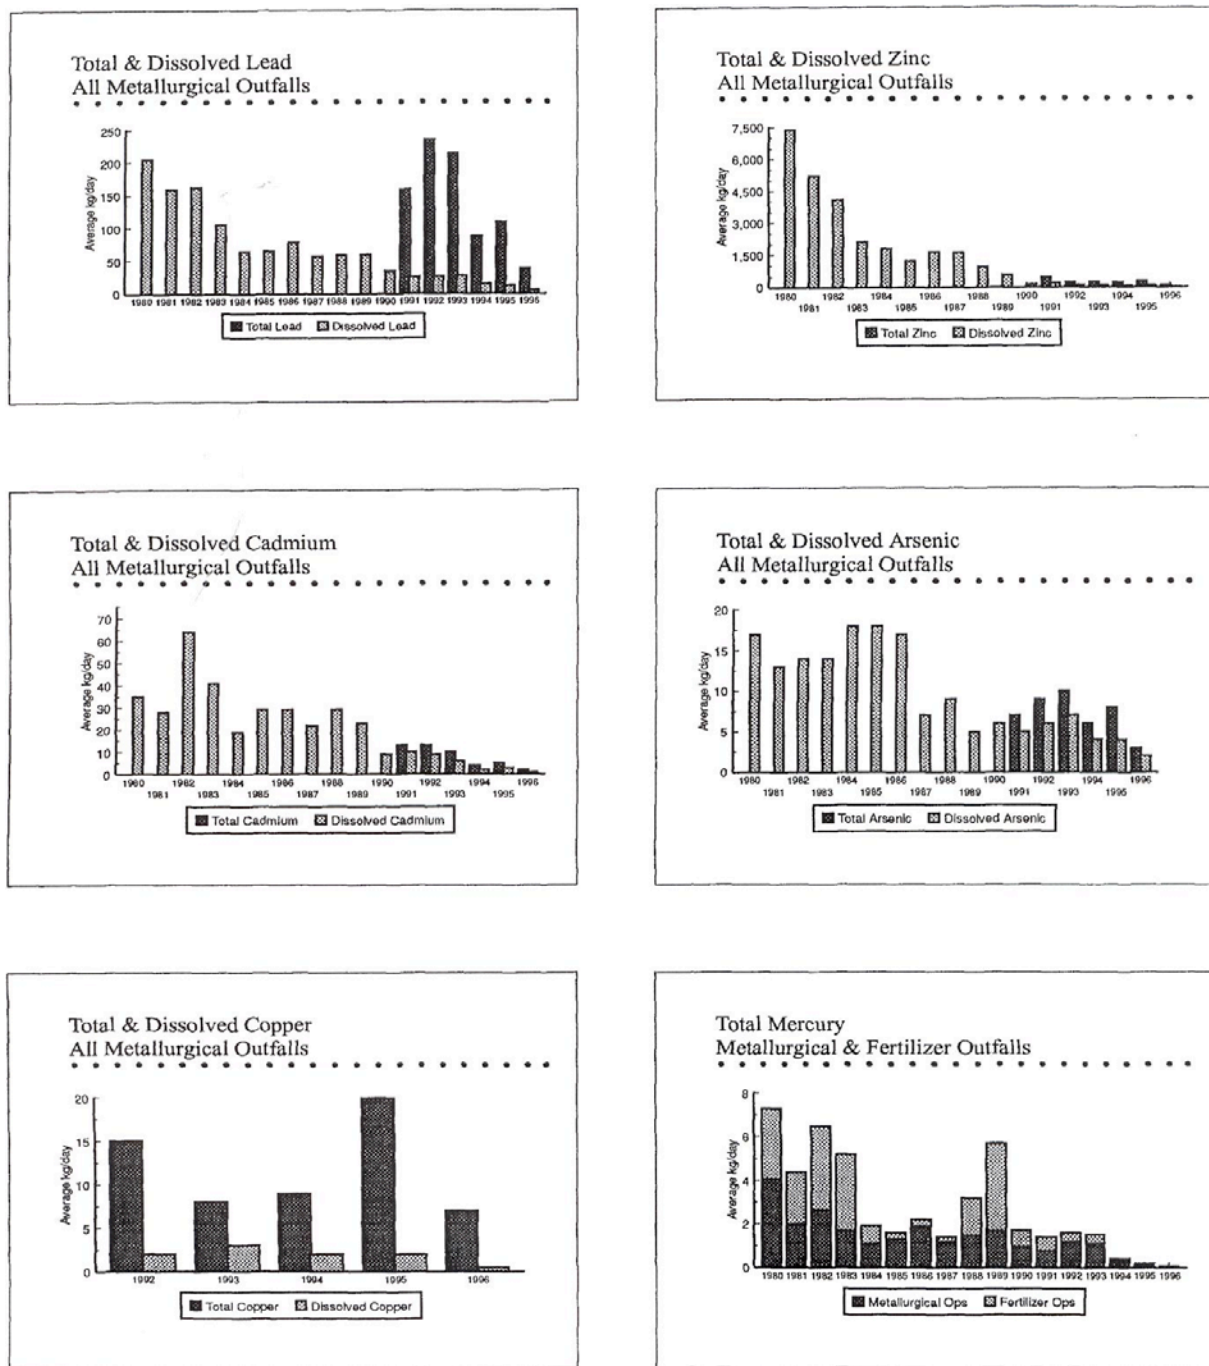 Total & Dissolved Lead
All Metallurgical Outfalls
Average kg/day
250
200
150
100
50
0
1980 1981 1982 1983 1984 1985 1986 1987 1988 1989 1990 1991 1992 1993 1994 1995 1996
Total Lead Dissolved Lead
Total & Dissolved Zinc
All Metallurgical Outfalls
Average kg/day
7,500
6,000
4,500
3,000
1,500
0
1980 1982 1984 1986 1988 1990 1992 1994 1996
1981 1983 1985 1987 1989 1991 1993 1995
Total Zinc Dissolved Zinc
Total & Dissolved Cadmium
All Metallurgical Outfalls
Average kg/day
70
60
50
40
30
20
10
0
1980 1982 1984 1986 1988 1990 1992 1994 1996
1981 1983 1985 1987 1989 1991 1993 1995
Total Cadmium Dissolved Cadmium
Total & Dissolved Arsenic
All Metallurgical Outfalls
Average kg/day
20
15
10
5
0
1980 1982 1984 1986 1988 1990 1992 1994 1996
1981 1983 1985 1987 1989 1991 1993 1995
Total Arsenic Dissolved Arsenic
Total & Dissolved Copper
All Metallurgical Outfalls
Average kg/day
20
15
10
5
0
1992 1993 1994 1995 1996
Total Copper Dissolved Copper
Total Mercury
Metallurgical & Fertilizer Outfalls
Average kg/day
8
6
4
2
0
1980 1981 1982 1983 1984 1985 1986 1987 1988 1989 1990 1991 1992 1993 1994 1995 1996
Metallurgical Ops Fertilizer Ops